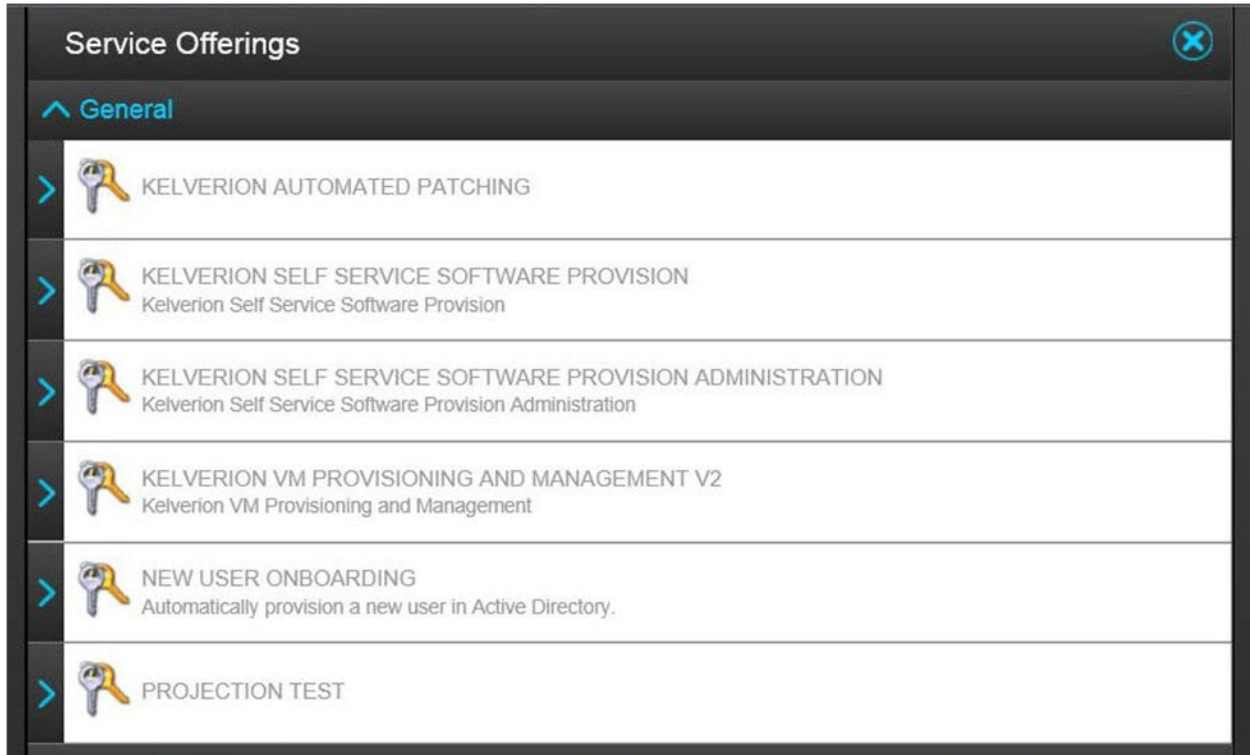 Service Offerings
General
KELVERION AUTOMATED PATCHING
KELVERION SELF SERVICE SOFTWARE PROVISION
Kelverion Self Service Software Provision
KELVERION SELF SERVICE SOFTWARE PROVISION ADMINISTRATION
Kelverion Self Service Software Provision Administration
KELVERION VM PROVISIONING AND MANAGEMENT V2
Kelverion VM Provisioning and Management
NEW USER ONBOARDING
Automatically provision a new user in Active Directory.
PROJECTION TEST